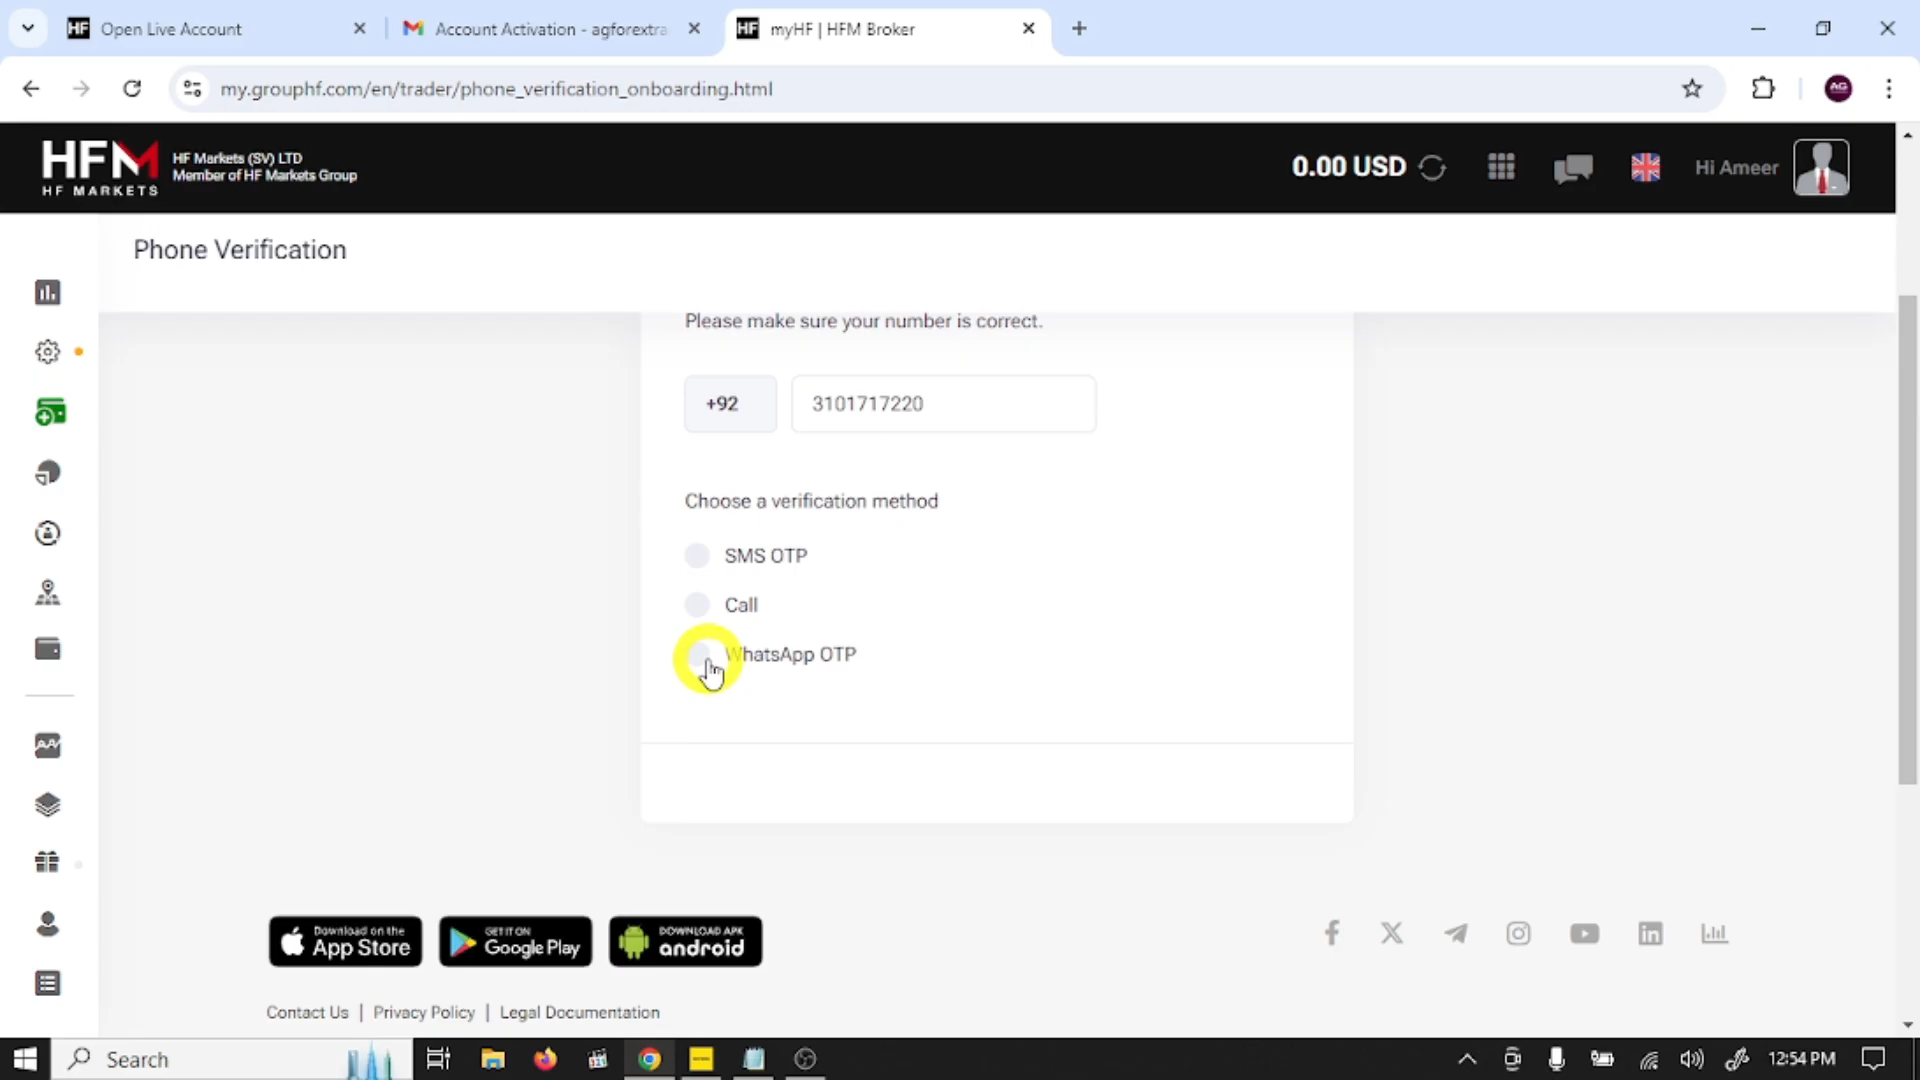 Open Live Account
Account Activation - agforextra
myHF | HFM Broker
my.grouphf.com/en/trader/phone_verification_onboarding.html
HFM
HF MARKETS
HF Markets (SV) LTD
Member of HF Markets Group
0.00 USD
Hi Ameer
AG
Phone Verification
Please make sure your number is correct.
+92
3101717220
Choose a verification method
SMS OTP
Call
WhatsApp OTP
Download on the
App Store
GET IT ON
Google Play
DOWNLOAD APK
android
Contact Us | Privacy Policy | Legal Documentation
Search
12:54 PM